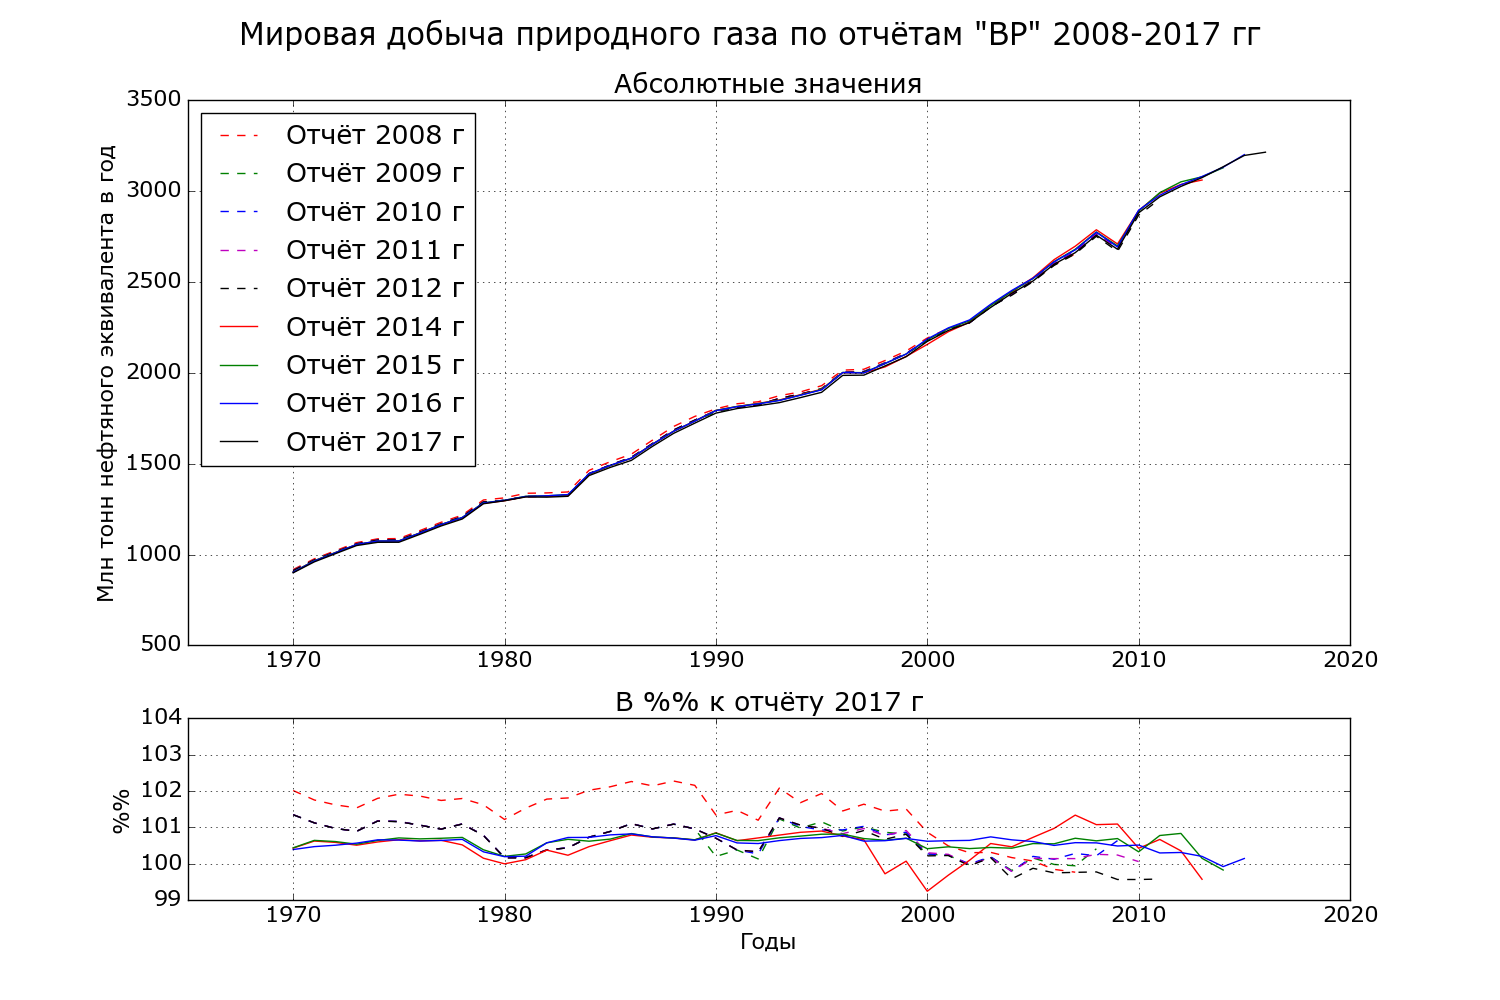 Мировая добыча природного газа по отчётам "BP" 2008-2017 гг
Абсолютные значения
3500
3000
2500
2000
1500
1000
500
Млн тонн нефтяного эквивалента в год
Отчёт 2008 г
Отчёт 2009 г
Отчёт 2010 г
Отчёт 2011 г
Отчёт 2012 г
Отчёт 2014 г
Отчёт 2015 г
Отчёт 2016 г
Отчёт 2017 г
1970 1980 1990 2000 2010 2020
В %% к отчёту 2017 г
104
103
102
101
100
99
%%
1970 1980 1990 2000 2010 2020
Годы